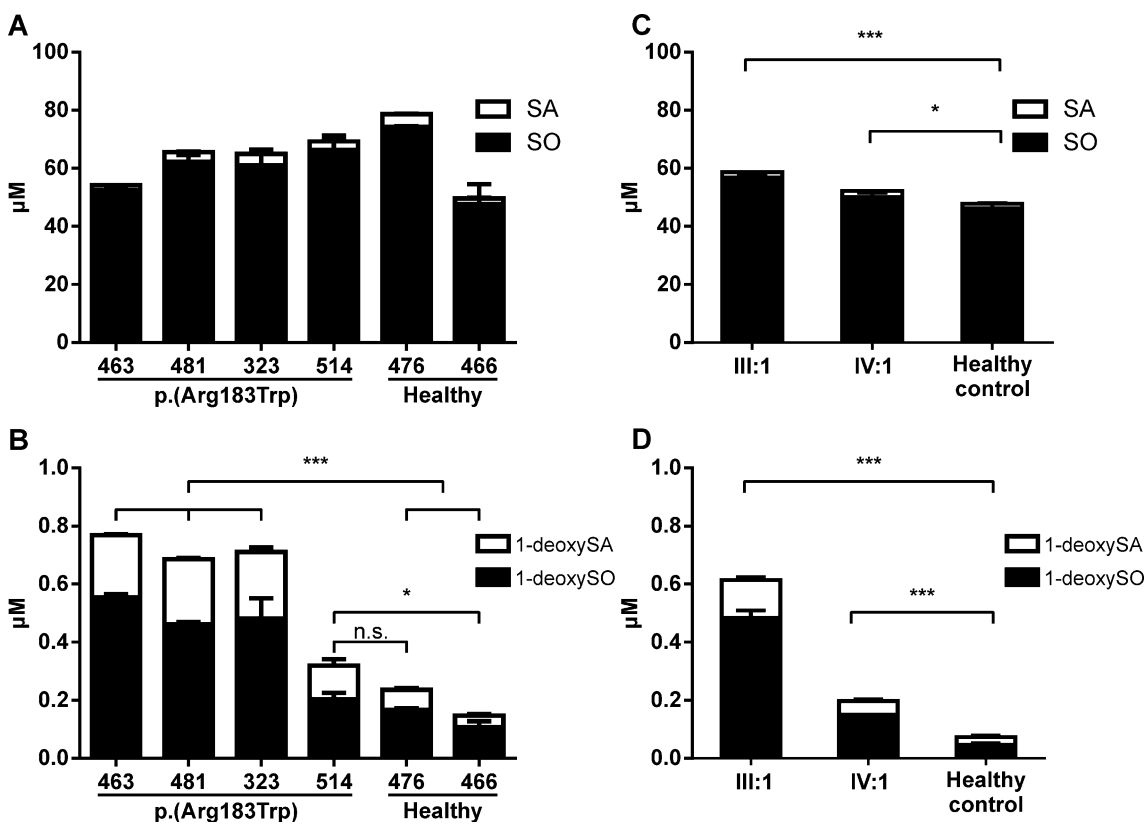 A
100
80
60
40
20
0
µM
SA
SO
463 481 323 514 476 466
p.(Arg183Trp) Healthy
C
100
80
60
40
20
0
µM
***
*
SA
SO
III:1 IV:1 Healthy
control
B
1.0
0.8
0.6
0.4
0.2
0.0
µM
***
*
n.s.
1-deoxySA
1-deoxySO
463 481 323 514 476 466
p.(Arg183Trp) Healthy
D
1.0
0.8
0.6
0.4
0.2
0.0
µM
***
***
1-deoxySA
1-deoxySO
III:1 IV:1 Healthy
control